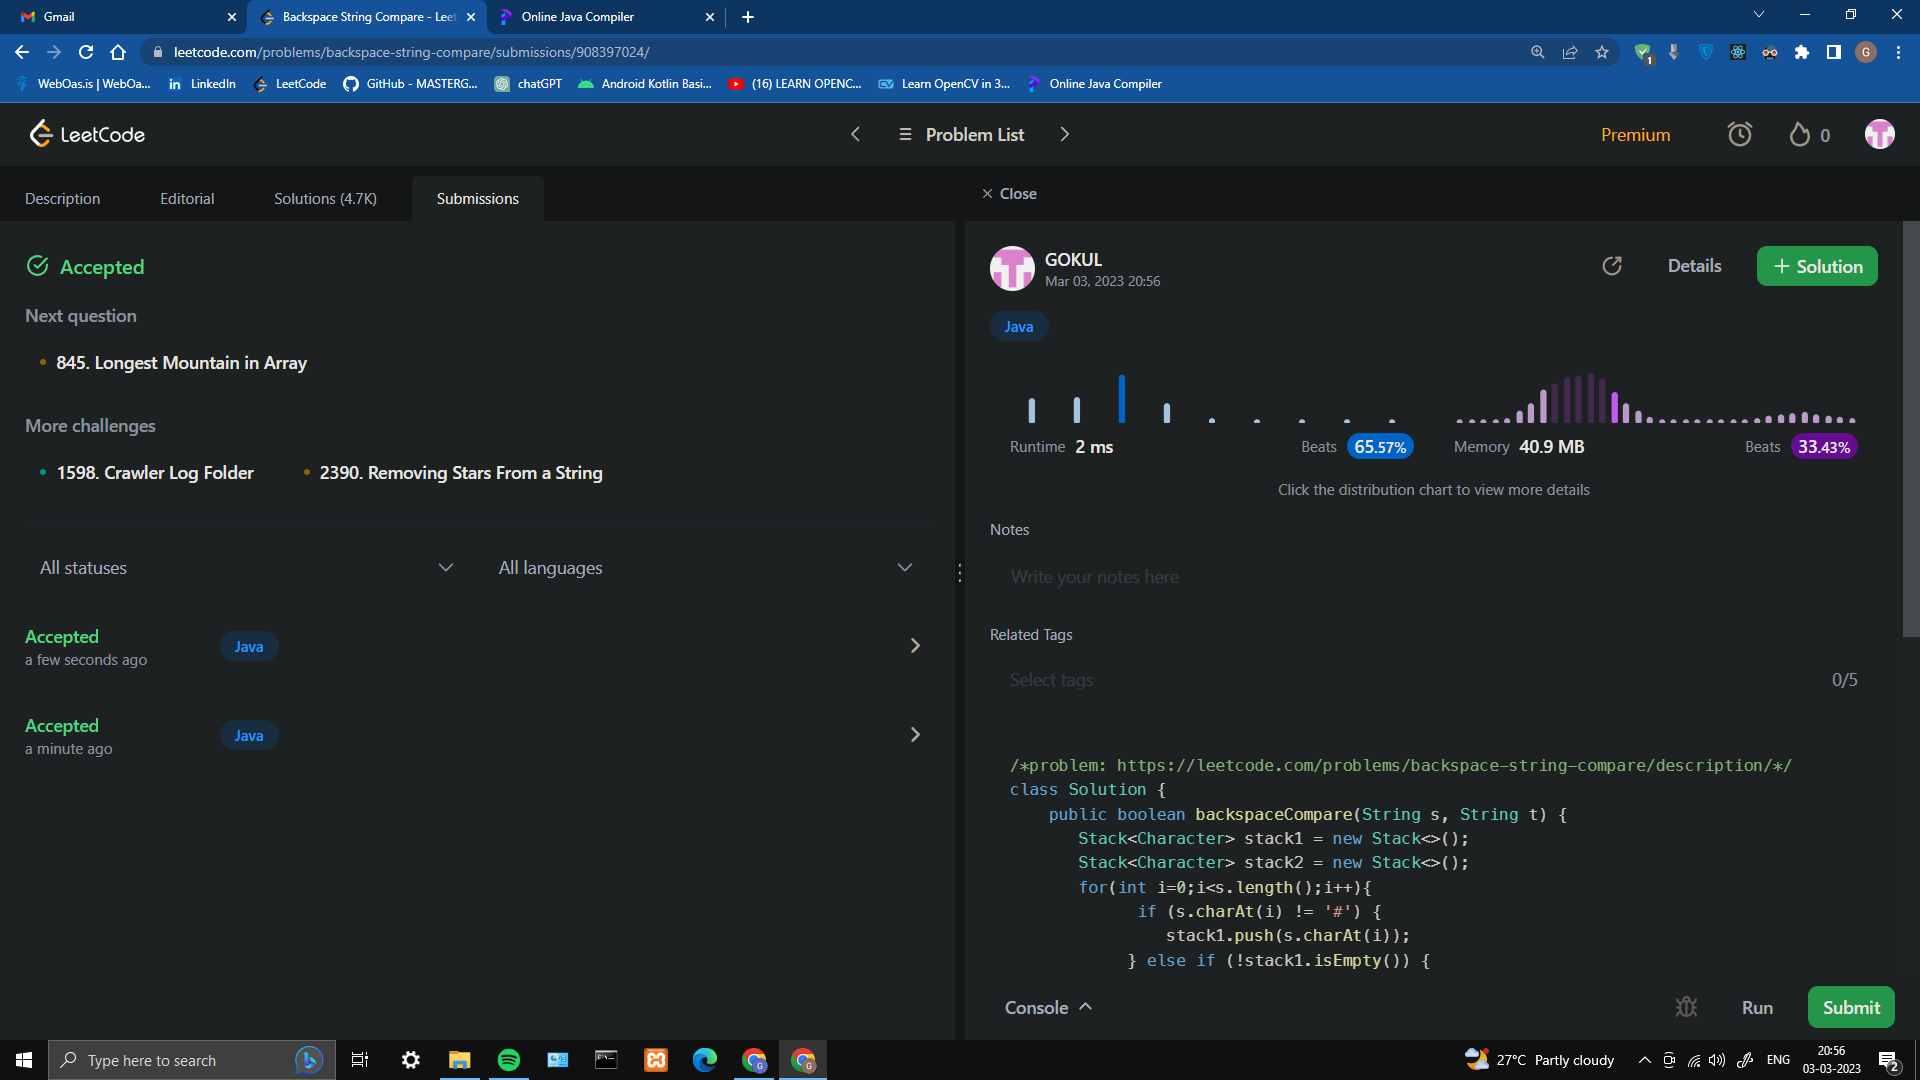 Gmail
Backspace String Compare - Leet
Online Java Compiler
leetcode.com/problems/backspace-string-compare/submissions/908397024/
1
G
WebOas.is | WebOa...
LinkedIn
LeetCode
GitHub - MASTERG...
chatGPT
Android Kotlin Basi...
(16) LEARN OPENC...
Learn OpenCV in 3...
Online Java Compiler
LeetCode
Problem List
Premium
0
Description
Editorial
Solutions (4.7K)
Submissions
Close
Accepted
Next question
845. Longest Mountain in Array
More challenges
1598. Crawler Log Folder
2390. Removing Stars From a String
All statuses
All languages
Accepted
a few seconds ago
Java
Accepted
a minute ago
Java
GOKUL
Mar 03, 2023 20:56
Details
+ Solution
Java
Runtime 2 ms
Beats 65.57%
Memory 40.9 MB
Beats 33.43%
Click the distribution chart to view more details
Notes
Write your notes here
Related Tags
Select tags
0/5
/*problem: https://leetcode.com/problems/backspace-string-compare/description/*/
class Solution {
public boolean backspaceCompare(String s, String t) {
Stack<Character> stack1 = new Stack<>();
Stack<Character> stack2 = new Stack<>();
for(int i=0;i<s.length();i++){
if (s.charAt(i) != '#') {
stack1.push(s.charAt(i));
} else if (!stack1.isEmpty()) {
Console
Run
Submit
Type here to search
27°C Partly cloudy
ENG
20:56
03-03-2023
2